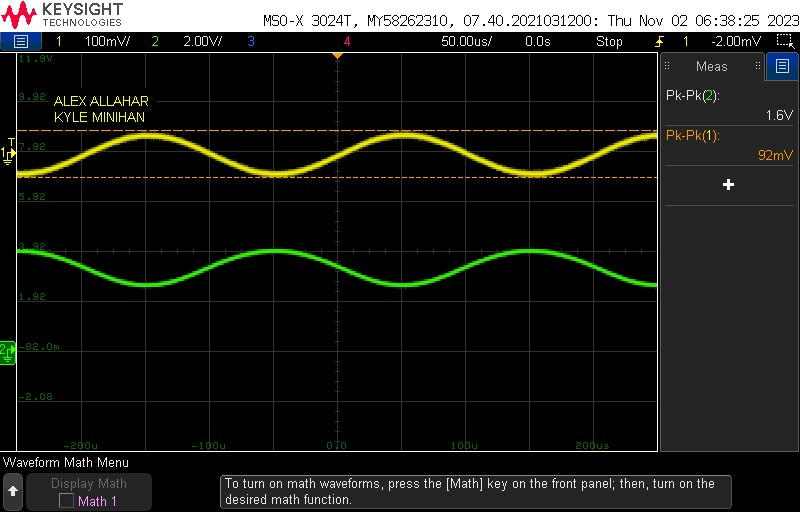 KEYSIGHT
TECHNOLOGIES
MSO-X 3024T, MY58262310, 07.40.2021031200: Thu Nov 02 06:38:25 2023
1 100mV/ 2 2.00V/ 3 4 50.00us/ 0.0s Stop 1 -2.00mV
11.9V
Meas
9.92
ALEX ALLAHAR
KYLE MINIHAN
Pk-Pk(2):
1.6V
Pk-Pk(1):
92mV
T
1
7.92
5.92
3.92
1.92
2
-82.0m
-2.08
-200u -100u 0.0 100u 200us
Waveform Math Menu
Display Math
Math 1
To turn on math waveforms, press the [Math] key on the front panel; then, turn on the
desired math function.